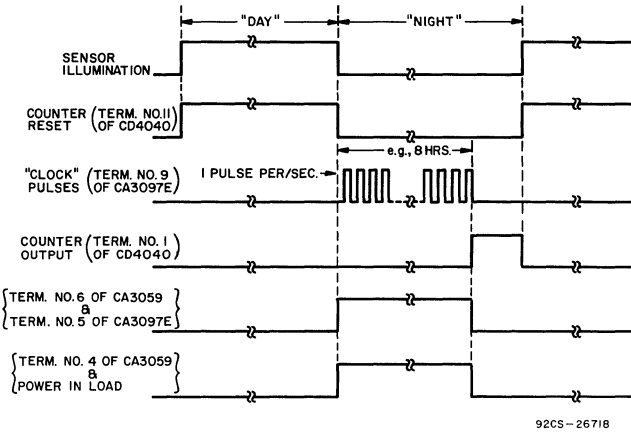 "DAY"
"NIGHT"
SENSOR
ILLUMINATION
COUNTER (TERM. NO.11)
RESET (OF CD4040)
e.g., 8 HRS.
"CLOCK" (TERM. NO. 9)
PULSES (OF CA3097E)
1 PULSE PER/SEC.
COUNTER (TERM. NO. 1)
OUTPUT (OF CD4040)
{TERM. NO.6 OF CA3059
&
TERM. NO.5 OF CA3097E}
{TERM. NO. 4 OF CA3059
&
POWER IN LOAD}
92CS-26718